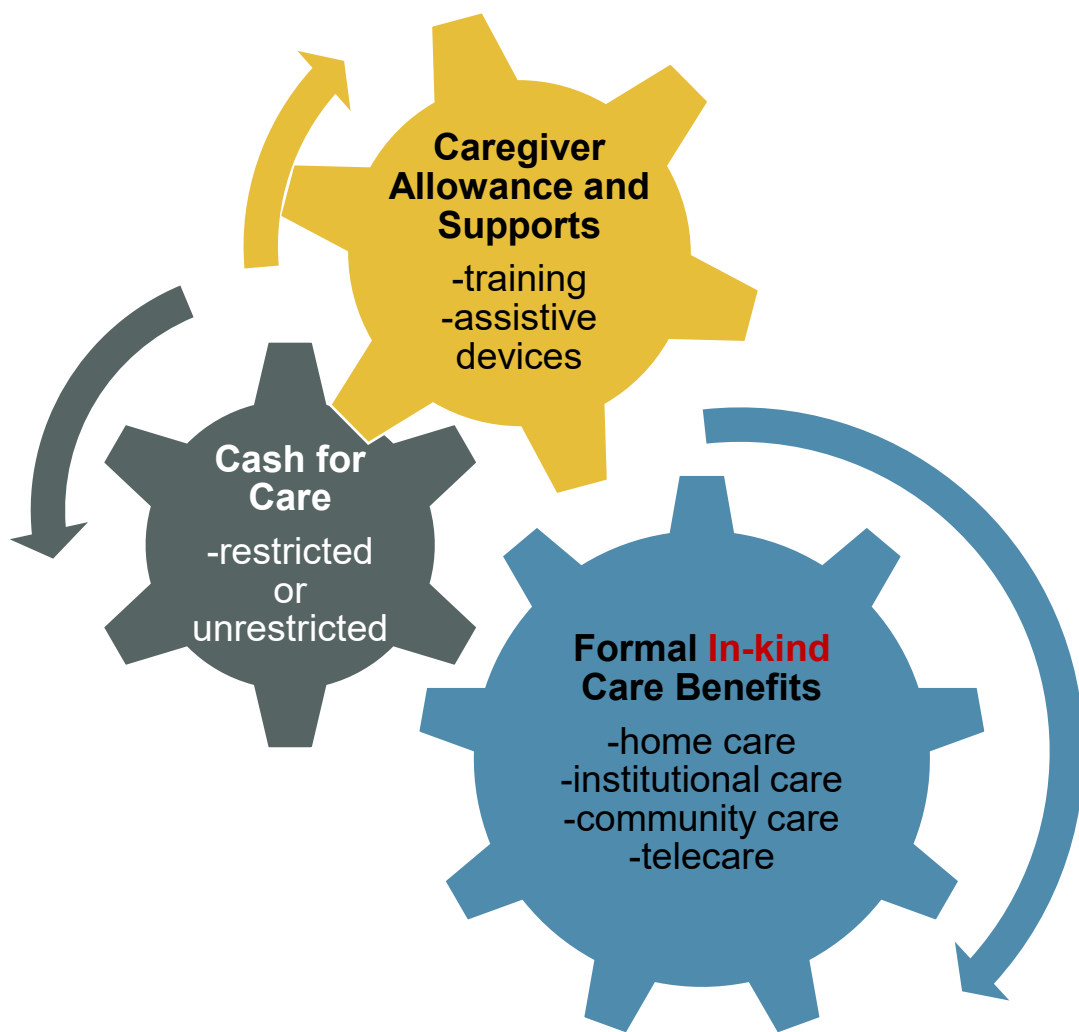 Caregiver
Allowance and
Supports
-training
-assistive
devices
Cash for
Care
-restricted
or
unrestricted
Formal In-kind
Care Benefits
-home care
-institutional care
-community care
-telecare